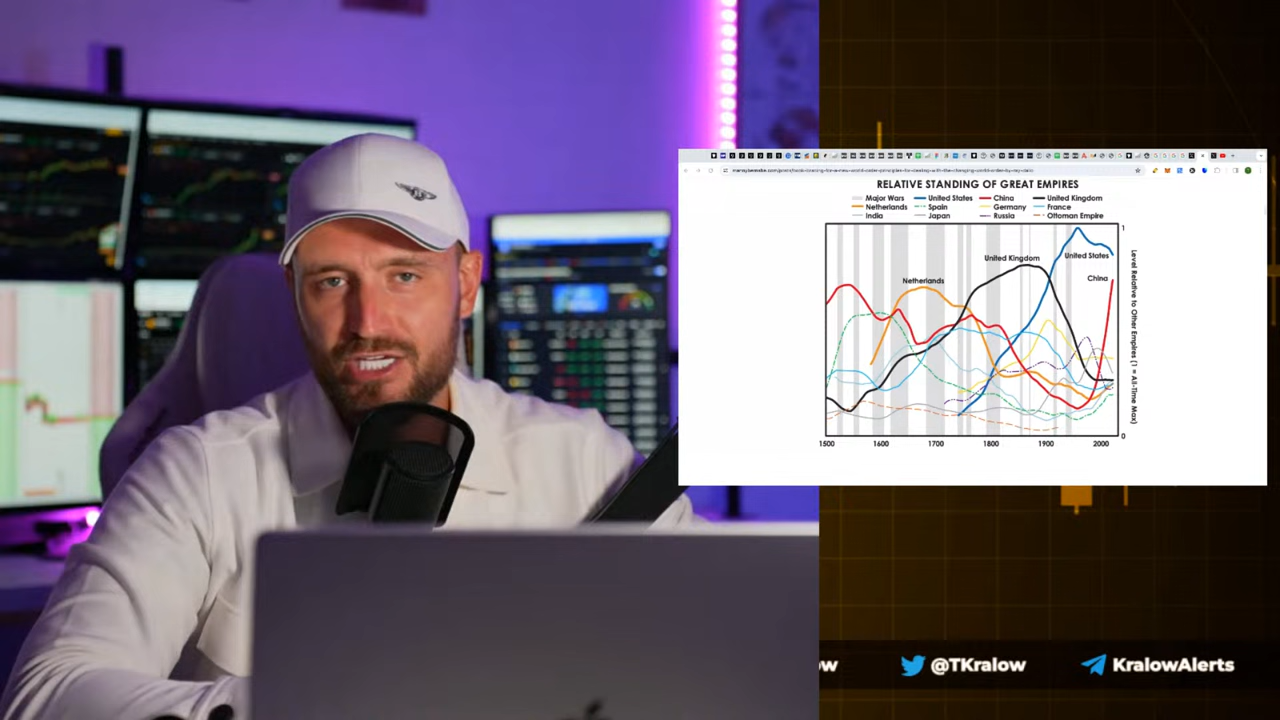 RELATIVE STANDING OF GREAT EMPIRES
Major Wars United States China United Kingdom
Netherlands Spain Germany France
India Japan Russia Ottoman Empire
1
United Kingdom
United States
China
Netherlands
Level Relative to Other Empires (1 = All-Time Max)
0
1500 1600 1700 1800 1900 2000
ow
@TKralow
KralowAlerts